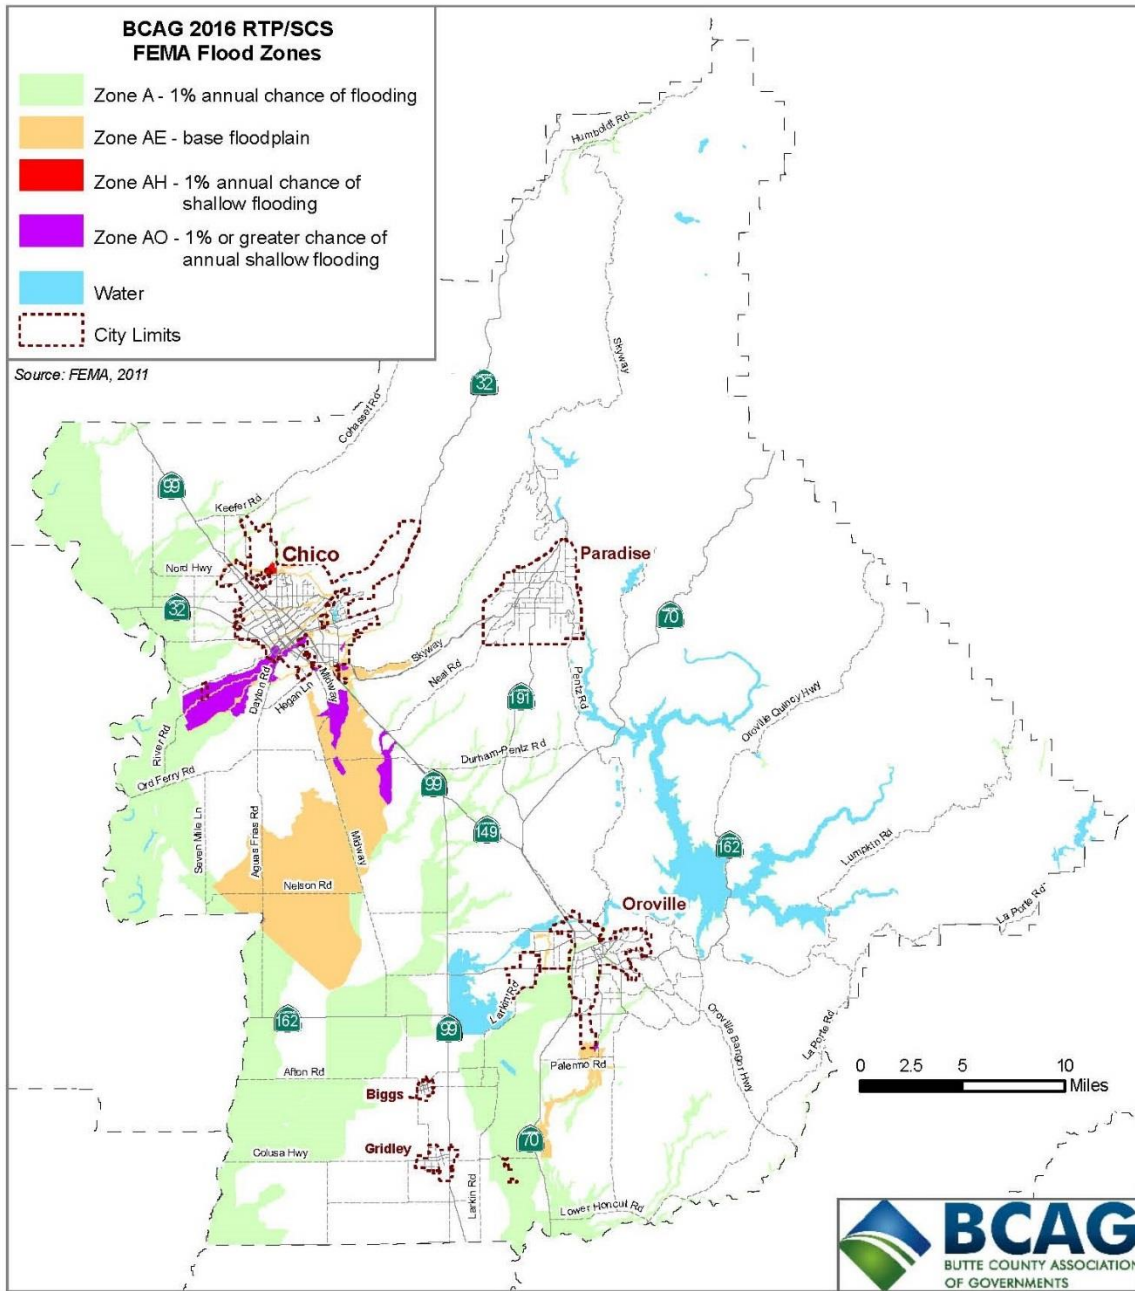 BCAG 2016 RTP/SCS
FEMA Flood Zones
Zone A - 1% annual chance of flooding
Zone AE - base floodplain
Zone AH - 1% annual chance of
shallow flooding
Zone AO - 1% or greater chance of
annual shallow flooding
Water
City Limits
Source: FEMA, 2011
Humboldt Rd
Skyway
32
Cohasset Rd
99
Keefer Rd
Chico
Paradise
Nord Hwy
32
70
Skyway
Neal Rd
Pentz Rd
Dayton Rd
Hegan Ln
Midway
191
Oroville Quincy Hwy
River Rd
Durham-Pentz Rd
Ord Ferry Rd
99
149
162
Seven Mile Ln
Aguas Frias Rd
Midway
Lumpkin Rd
Nelson Rd
Oroville
La Porte Rd
Larkin Rd
162
99
Oroville Bangor Hwy
La Porte Rd
Palermo Rd
Afton Rd
Biggs
0 2.5 5 10
Miles
Gridley
70
Colusa Hwy
Larkin Rd
Lower Honcut Rd
BCAG
BUTTE COUNTY ASSOCIATION
OF GOVERNMENTS